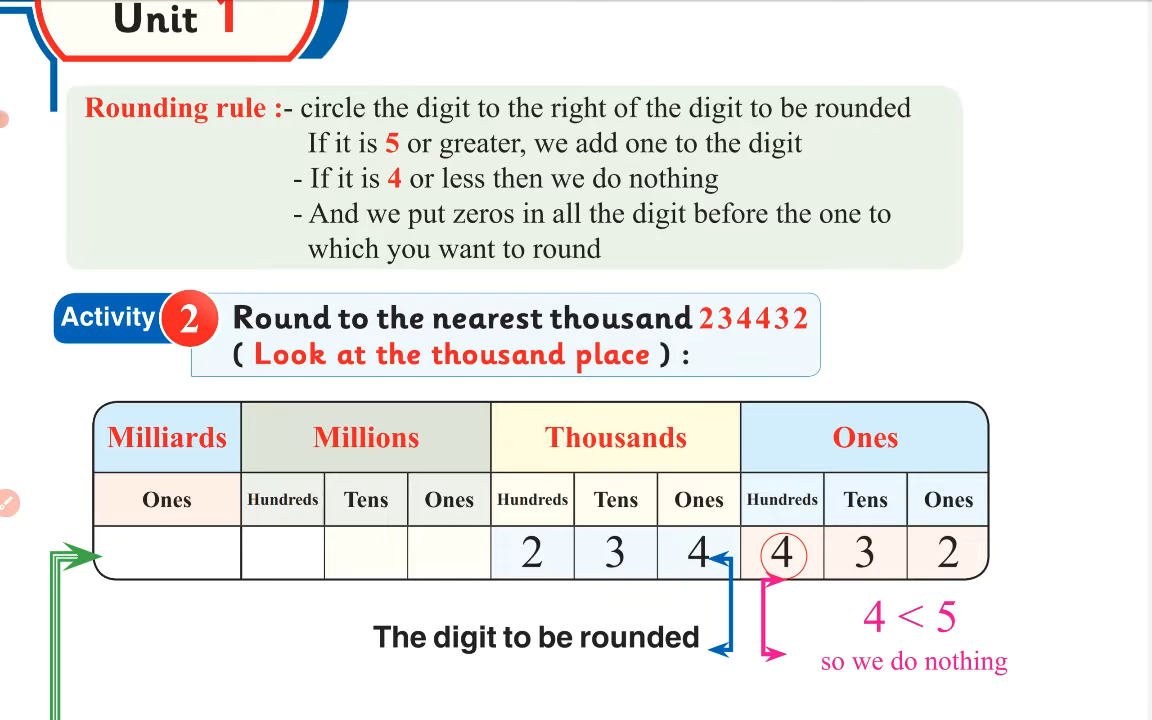 Unit 1
Rounding rule :- circle the digit to the right of the digit to be rounded
If it is 5 or greater, we add one to the digit
- If it is 4 or less then we do nothing
- And we put zeros in all the digit before the one to
which you want to round
Activity 2 Round to the nearest thousand 234432
( Look at the thousand place ) :
Milliards Millions Thousands Ones
Ones Hundreds Tens Ones Hundreds Tens Ones Hundreds Tens Ones
2 3 4 4 3 2
The digit to be rounded
4 < 5
so we do nothing